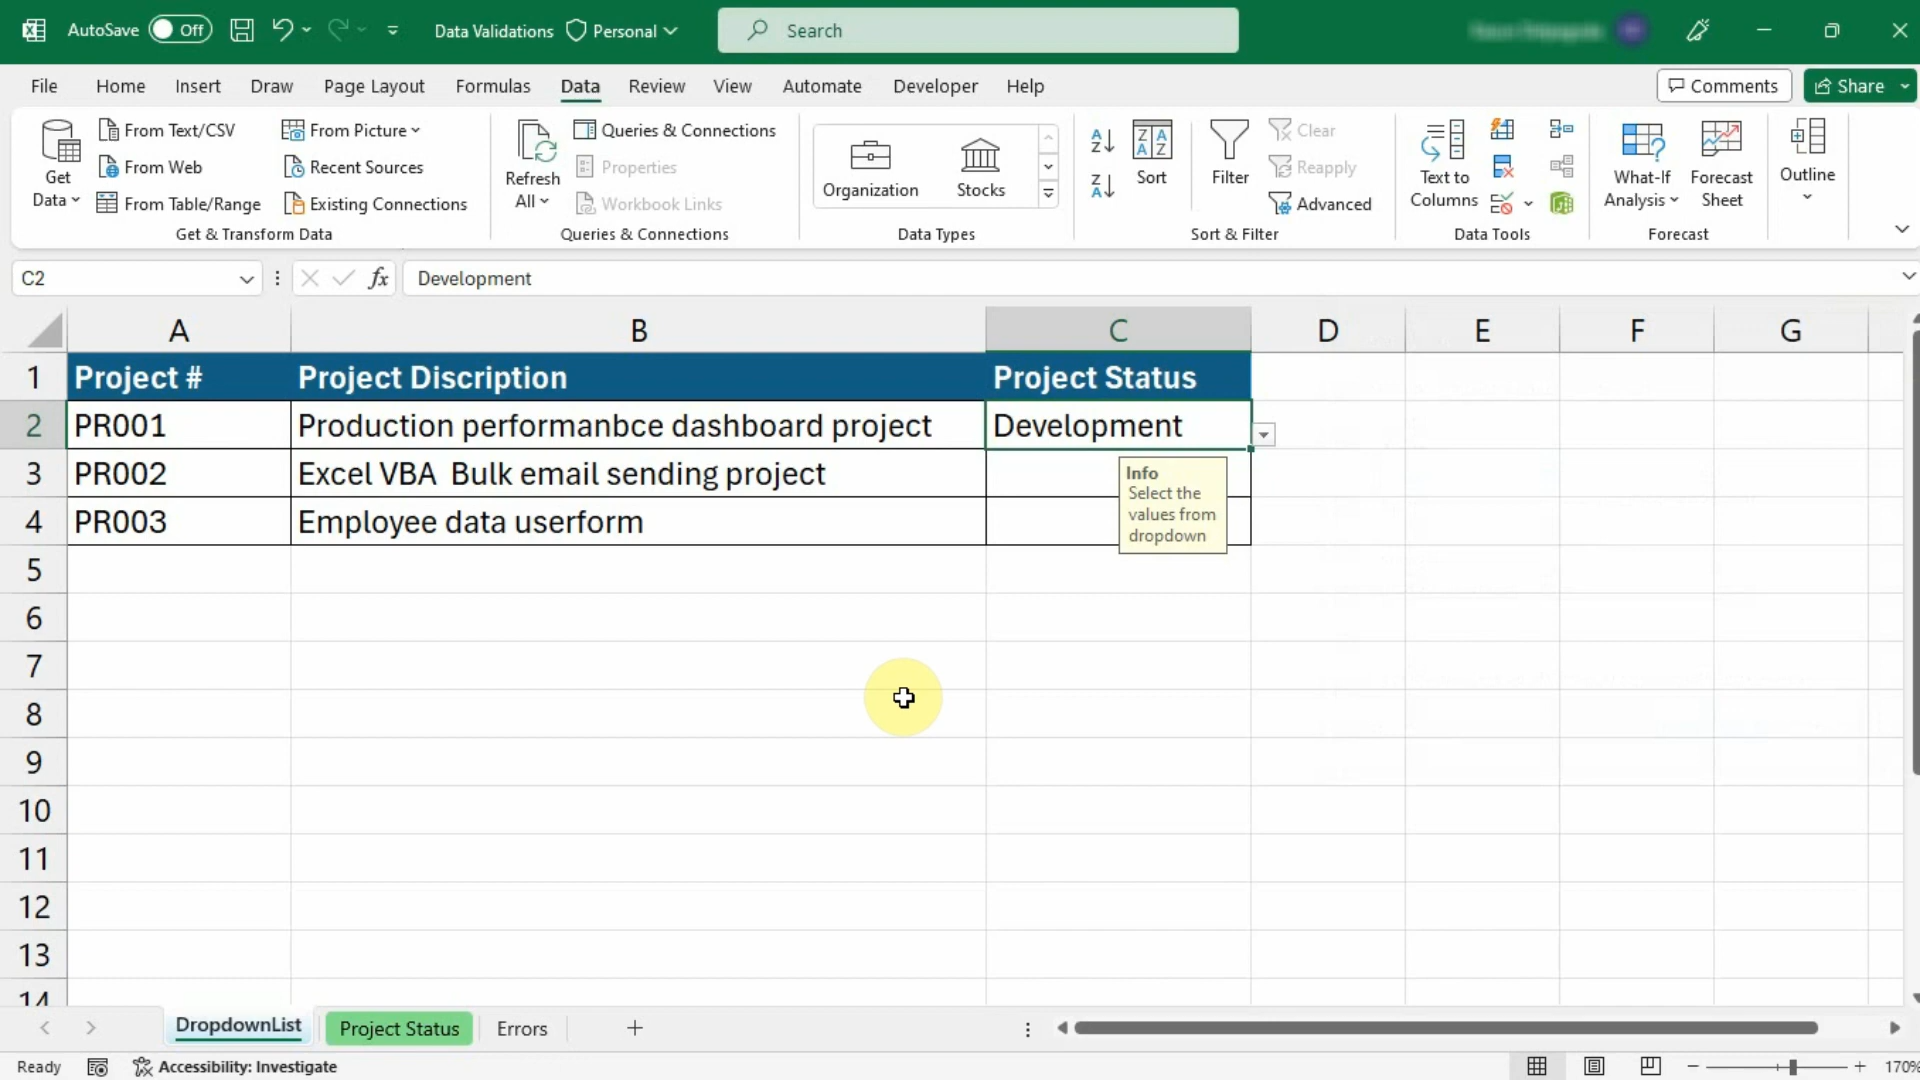 AutoSave Off Data Validations Personal Search
File Home Insert Draw Page Layout Formulas Data Review View Automate Developer Help Comments Share
Get Data
From Text/CSV
From Web
From Table/Range
From Picture
Recent Sources
Existing Connections
Get & Transform Data
Refresh All
Queries & Connections
Properties
Workbook Links
Queries & Connections
Organization
Stocks
Data Types
Sort
Filter
Clear
Reapply
Advanced
Sort & Filter
Text to Columns
Data Tools
What-If Analysis
Forecast Sheet
Forecast
Outline
C2 fx Development
A B C D E F G
1 Project # Project Discription Project Status
2 PR001 Production performanbce dashboard project Development
3 PR002 Excel VBA Bulk email sending project
4 PR003 Employee data userform
Info
Select the
values from
dropdown
5
6
7
8
9
10
11
12
13
14
DropdownList Project Status Errors
Ready Accessibility: Investigate 170%